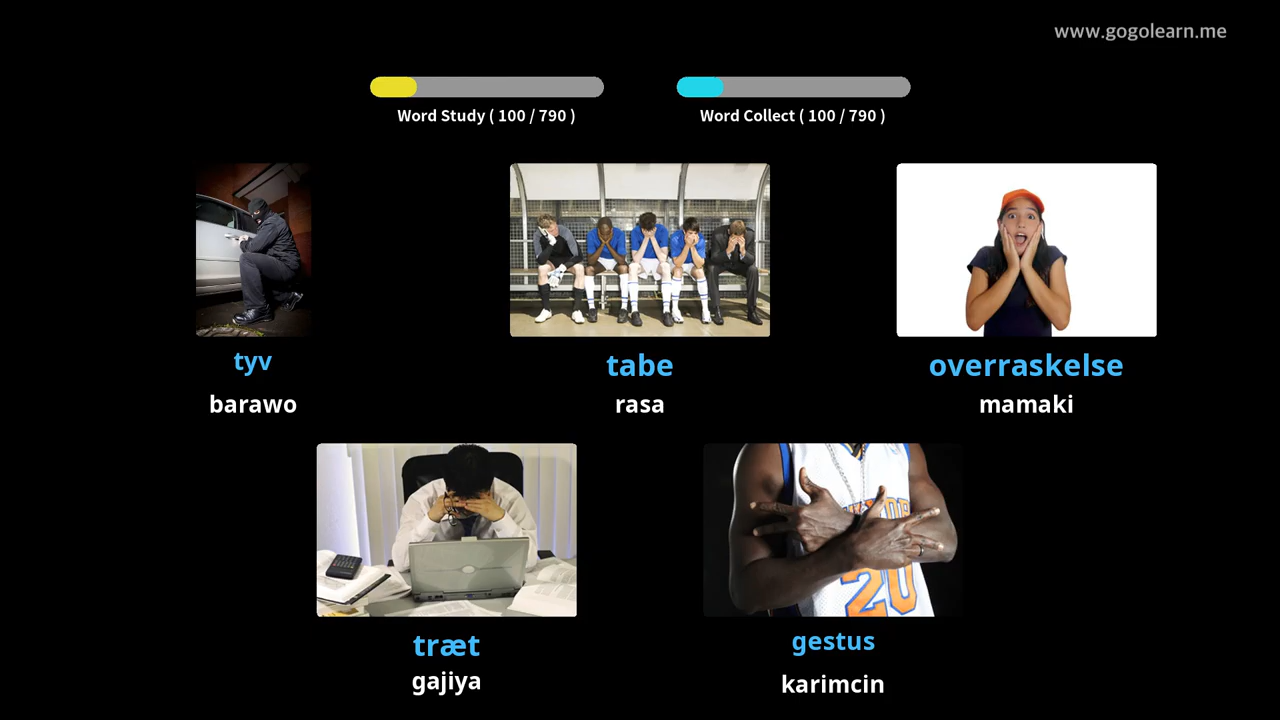 www.gogolearn.me
Word Study ( 100 / 790 )
Word Collect ( 100 / 790 )
tyv
barawo
tabe
rasa
overraskelse
mamaki
træt
gajiya
gestus
karimcin
20